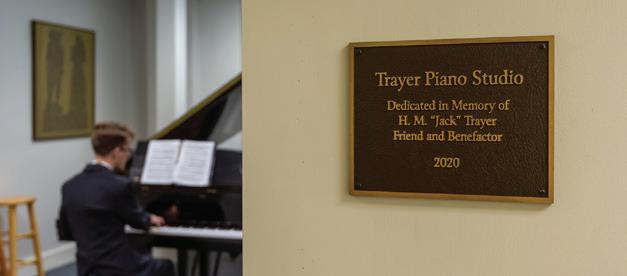 Trayer Piano Studio
Dedicated in Memory of
H. M. “Jack” Trayer
Friend and Benefactor
2020